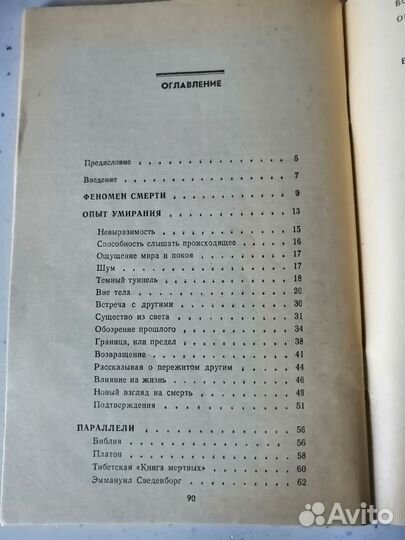 ОГЛАВЛЕНИЕ
Предисловие . . . . . . . . . . . . . . 5
Введение . . . . . . . . . . . . . . 7
ФЕНОМЕН СМЕРТИ . . . . . . . . . . . 9
ОПЫТ УМИРАНИЯ . . . . . . . . . . . 13
Невыразимость . . . . . . . . . . . 15
Способность слышать происходящее . . . . 16
Ощущение мира и покоя . . . . . . . 17
Шум . . . . . . . . . . . . . . 17
Темный туннель . . . . . . . . . . 18
Вне тела . . . . . . . . . . . . 20
Встреча с другими . . . . . . . . . 30
Существо из света . . . . . . . . . 31
Обозрение прошлого . . . . . . . . . 34
Граница, или предел . . . . . . . . . 38
Возвращение . . . . . . . . . . . 41
Рассказывая о пережитом другим . . . . . 44
Влияние на жизнь . . . . . . . . . 46
Новый взгляд на смерть . . . . . . . 49
Подтверждения . . . . . . . . . . 51
ПАРАЛЛЕЛИ . . . . . . . . . . . . . 56
Библия . . . . . . . . . . . . . 56
Платон . . . . . . . . . . . . . 58
Тибетская «Книга мертвых» . . . . . . 60
Эммануил Сведенборг . . . . . . . . 62
90
Avito